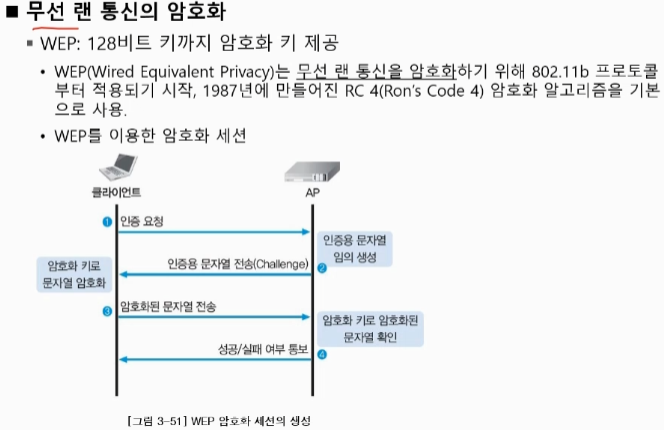 ■ 무선 랜 통신의 암호화
▪ WEP: 128비트 키까지 암호화 키 제공
• WEP(Wired Equivalent Privacy)는 무선 랜 통신을 암호화하기 위해 802.11b 프로토콜
부터 적용되기 시작, 1987년에 만들어진 RC 4(Ron's Code 4) 암호화 알고리즘을 기본
으로 사용.
• WEP를 이용한 암호화 세션
클라이언트
AP
❶ 인증 요청
인증용 문자열
임의 생성
인증용 문자열 전송(Challenge)
❷
암호화 키로
문자열 암호화
❸ 암호화된 문자열 전송
암호화 키로 암호화된
문자열 확인
성공/실패 여부 통보
❹
[그림 3-51] WEP 암호화 세션의 생성